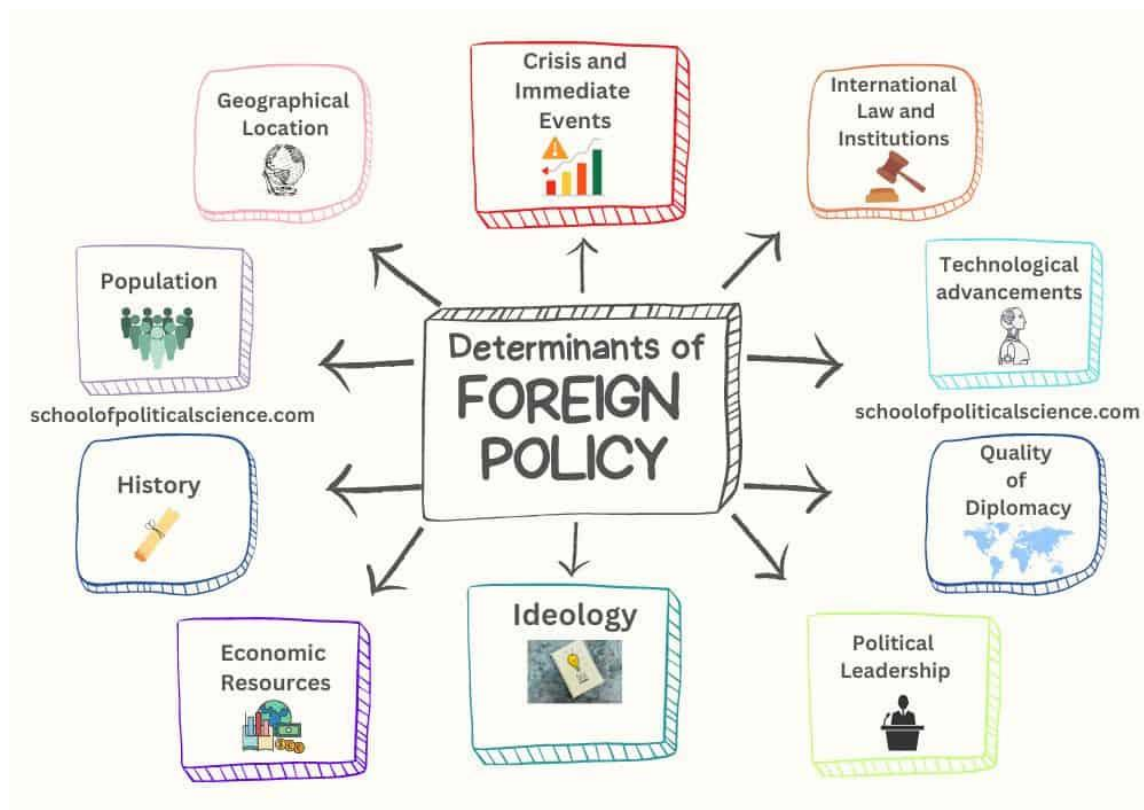 Crisis and
Immediate
Events
Geographical
Location
International
Law and
Institutions
Population
Technological
advancements
Determinants of
FOREIGN
POLICY
schoolofpoliticalscience.com
schoolofpoliticalscience.com
History
Quality
of
Diplomacy
Ideology
Economic
Resources
Political
Leadership